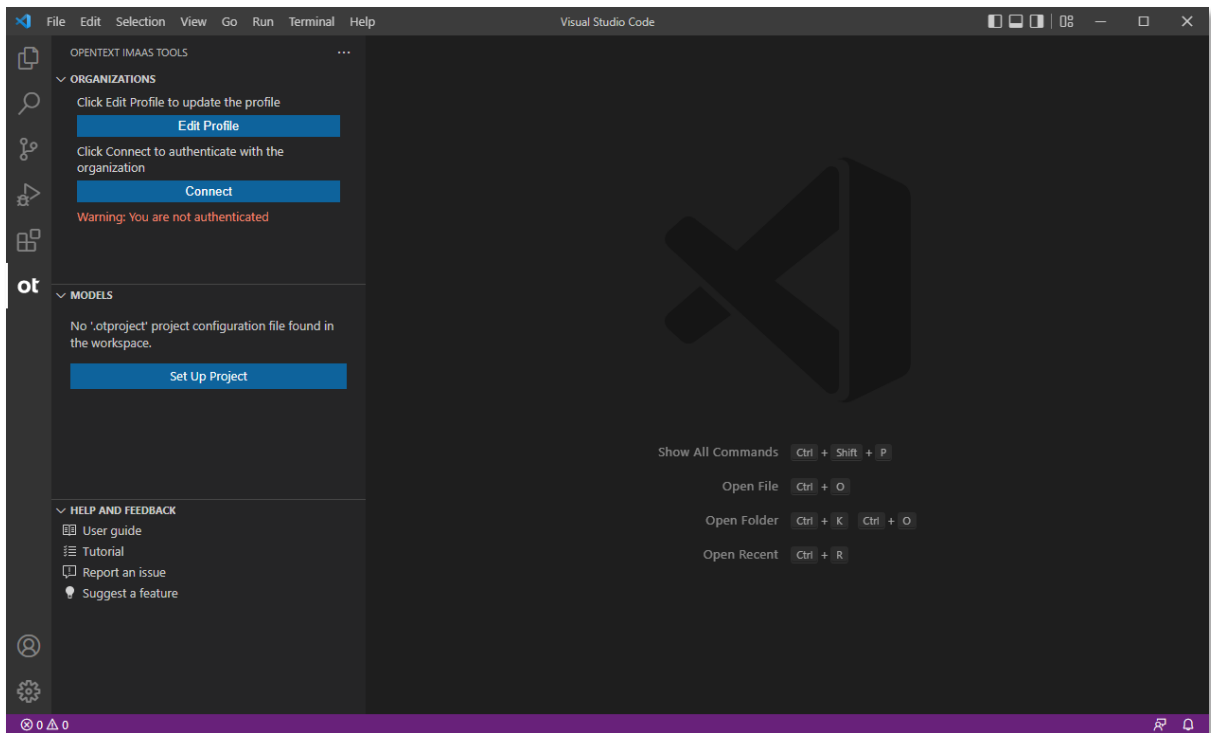 File Edit Selection View Go Run Terminal Help Visual Studio Code
OPENTEXT IMAAS TOOLS ...
ORGANIZATIONS
Click Edit Profile to update the profile
Edit Profile
Click Connect to authenticate with the
organization
Connect
Warning: You are not authenticated
ot
MODELS
No '.otproject' project configuration file found in
the workspace.
Set Up Project
HELP AND FEEDBACK
User guide
Tutorial
Report an issue
Suggest a feature
Show All Commands Ctrl + Shift + P
Open File Ctrl + O
Open Folder Ctrl + K Ctrl + O
Open Recent Ctrl + R
0 0